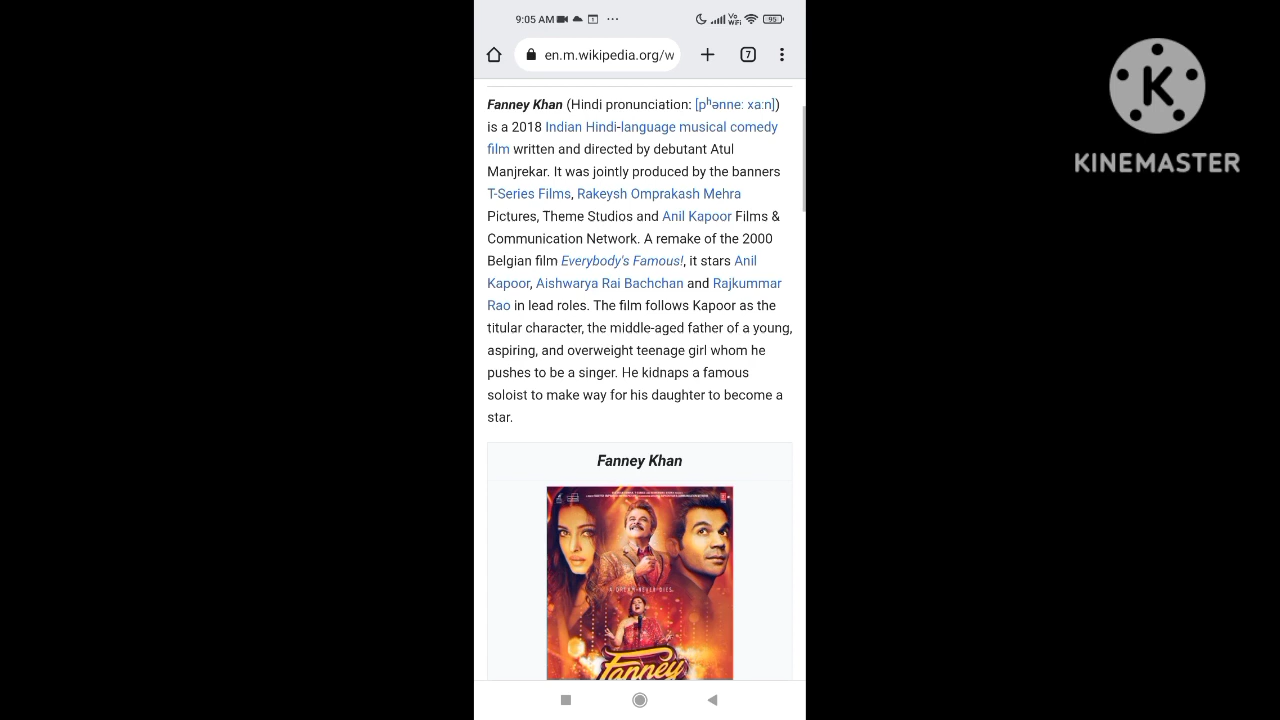 9:05 AM
Vo WiFi
95
en.m.wikipedia.org/w
7
K
KINEMASTER
Fanney Khan (Hindi pronunciation: [pʰənneː xaːn])
is a 2018 Indian Hindi-language musical comedy
film written and directed by debutant Atul
Manjrekar. It was jointly produced by the banners
T-Series Films, Rakeysh Omprakash Mehra
Pictures, Theme Studios and Anil Kapoor Films &
Communication Network. A remake of the 2000
Belgian film Everybody's Famous!, it stars Anil
Kapoor, Aishwarya Rai Bachchan and Rajkummar
Rao in lead roles. The film follows Kapoor as the
titular character, the middle-aged father of a young,
aspiring, and overweight teenage girl whom he
pushes to be a singer. He kidnaps a famous
soloist to make way for his daughter to become a
star.
Fanney Khan
A DREAM NEVER DIES
Fanney